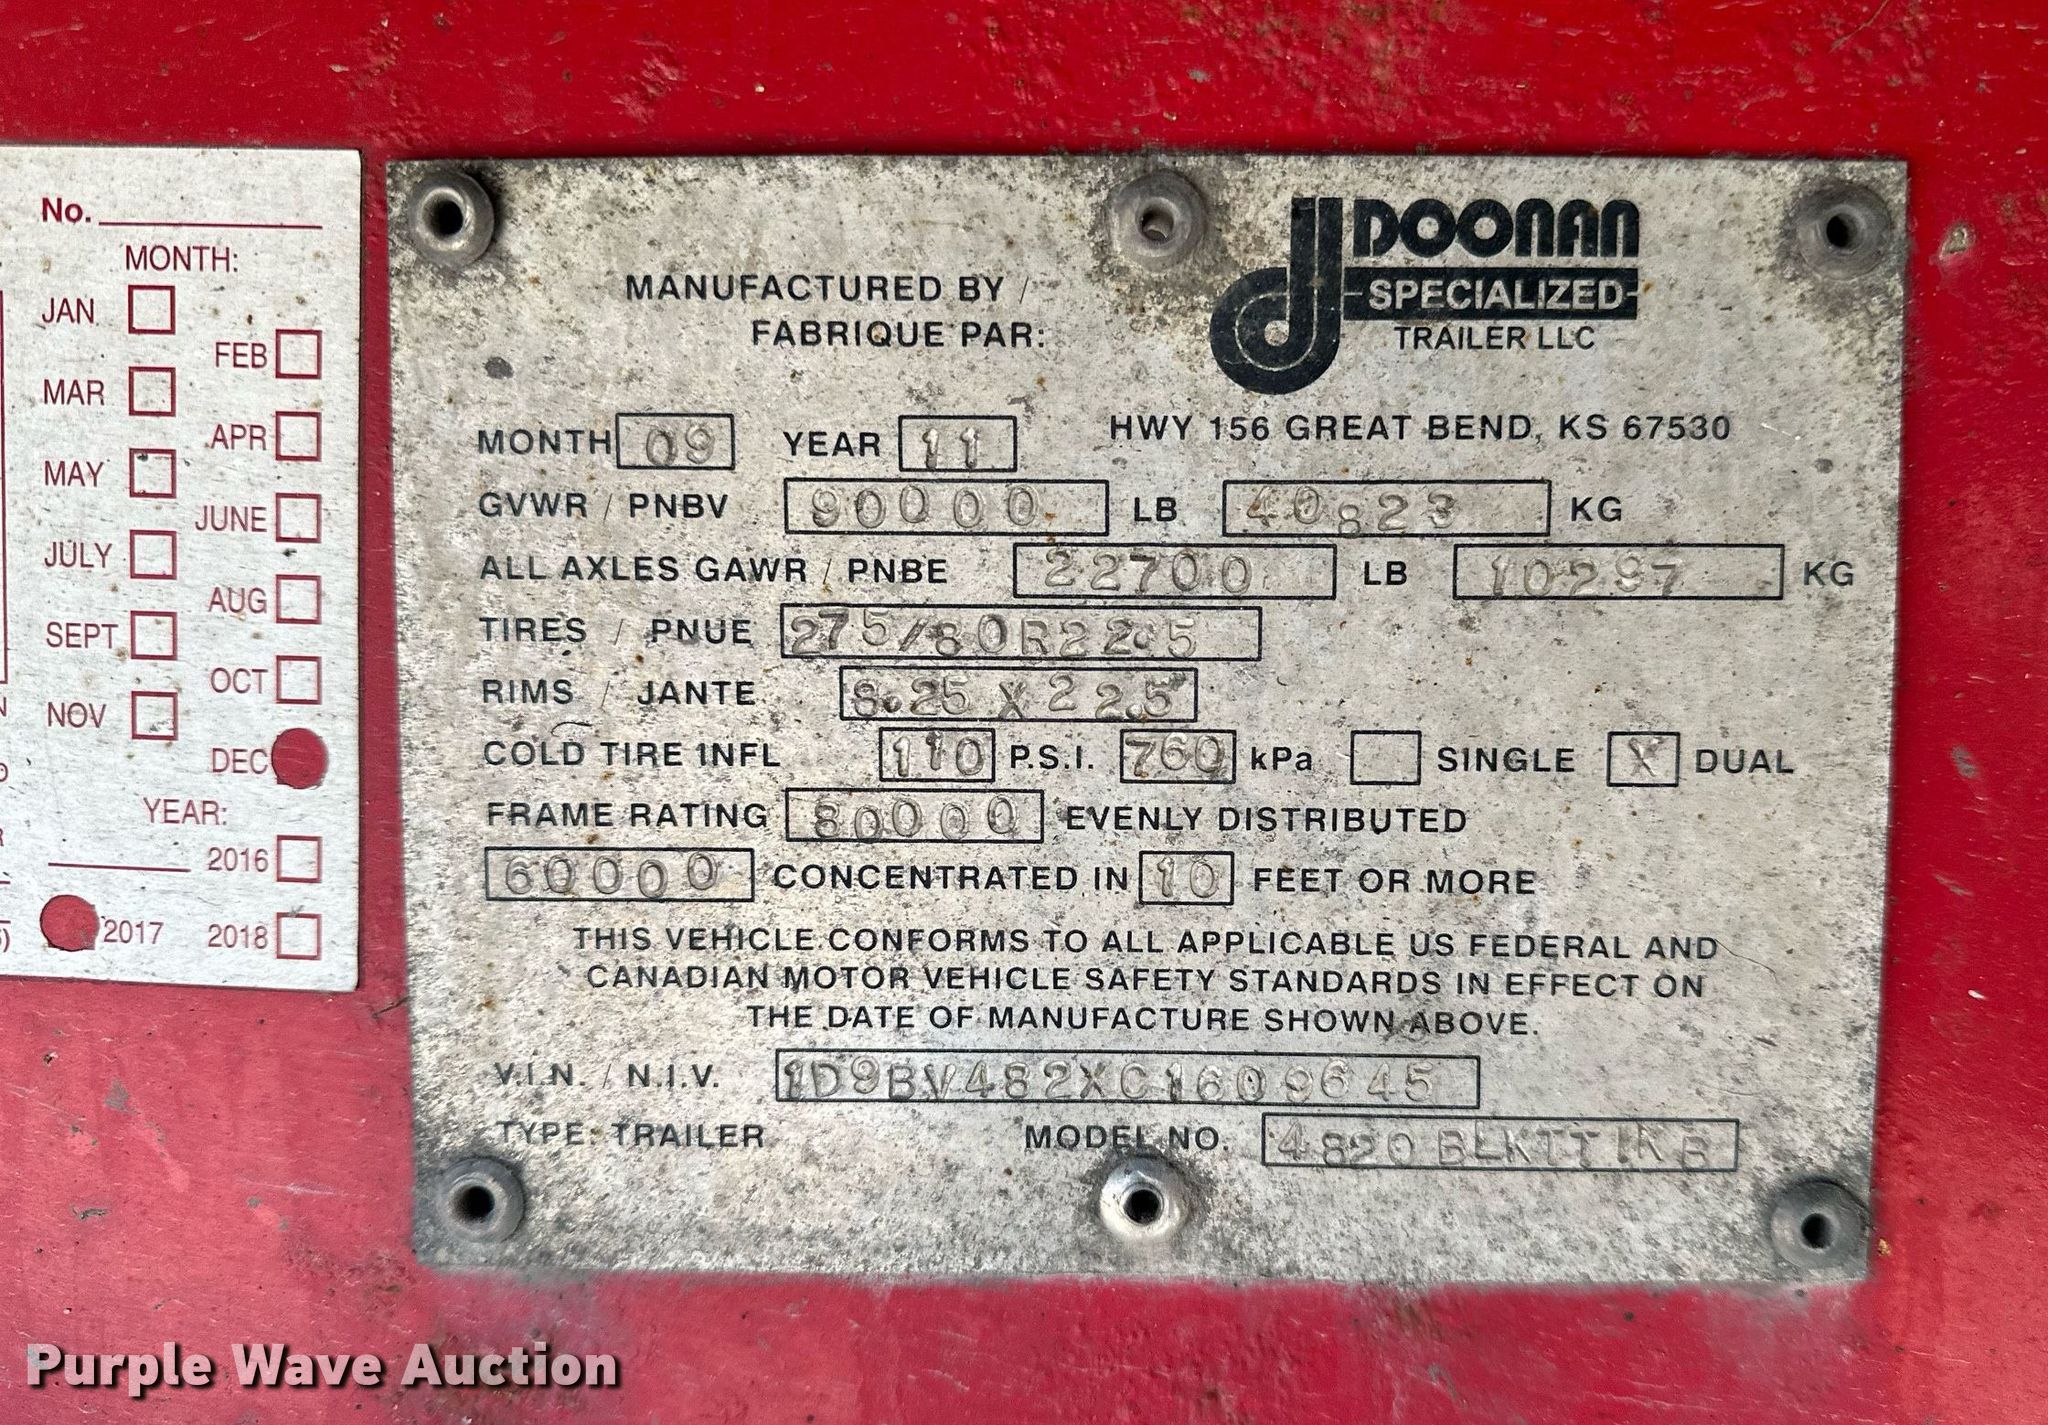 No.
MONTH:
JAN
FEB
MAR
APR
MAY
JUNE
JULY
AUG
SEPT
OCT
NOV
DEC
YEAR:
2016
2017
2018
DOONAN
SPECIALIZED
TRAILER LLC
MANUFACTURED BY /
FABRIQUE PAR:
HWY 156 GREAT BEND, KS 67530
MONTH 09 YEAR 11
GVWR / PNBV 90000 LB 40823 KG
ALL AXLES GAWR / PNBE 22700 LB 10297 KG
TIRES / PNUE 275/80R22.5
RIMS / JANTE 8.25 X 22.5
COLD TIRE INFL 110 P.S.I. 760 kPa SINGLE X DUAL
FRAME RATING 80000 EVENLY DISTRIBUTED
60000 CONCENTRATED IN 10 FEET OR MORE
THIS VEHICLE CONFORMS TO ALL APPLICABLE US FEDERAL AND
CANADIAN MOTOR VEHICLE SAFETY STANDARDS IN EFFECT ON
THE DATE OF MANUFACTURE SHOWN ABOVE.
V.I.N. / N.I.V. 1D9BV482XC1609645
TYPE: TRAILER MODEL NO.
Purple Wave Auction